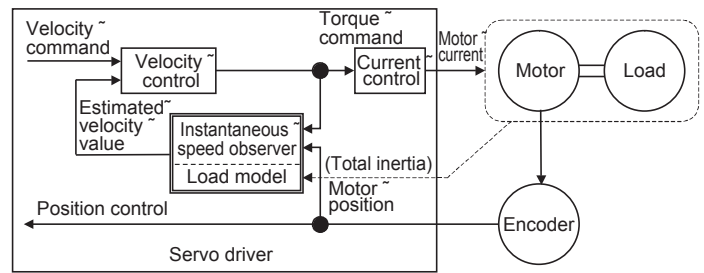 Velocity ~
command
Velocity ~
control
Torque ~
command
Current ~
control
Motor ~
current
Motor
Load
Estimated ~
velocity ~
value
Instantaneous ~
speed observer
Load model
(Total inertia)
Motor ~
position
Position control
Encoder
Servo driver